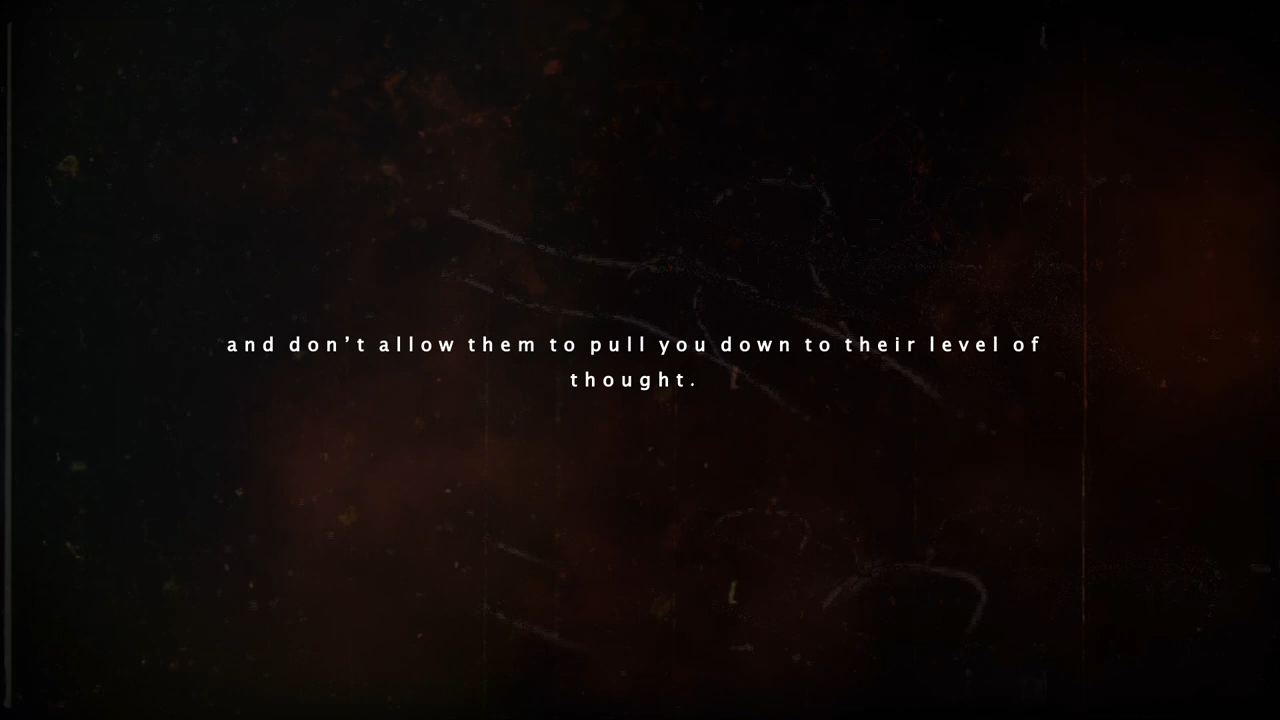 and don’t allow them to pull you down to their level of
thought.